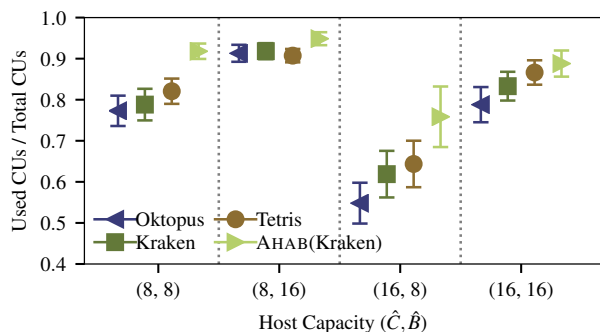 1.0
0.9
0.8
0.7
0.6
0.5
0.4
Used CUs / Total CUs
Oktopus
Tetris
Kraken
AHAB(Kraken)
(8, 8)
(8, 16)
(16, 8)
(16, 16)
Host Capacity (Ĉ, B̂)